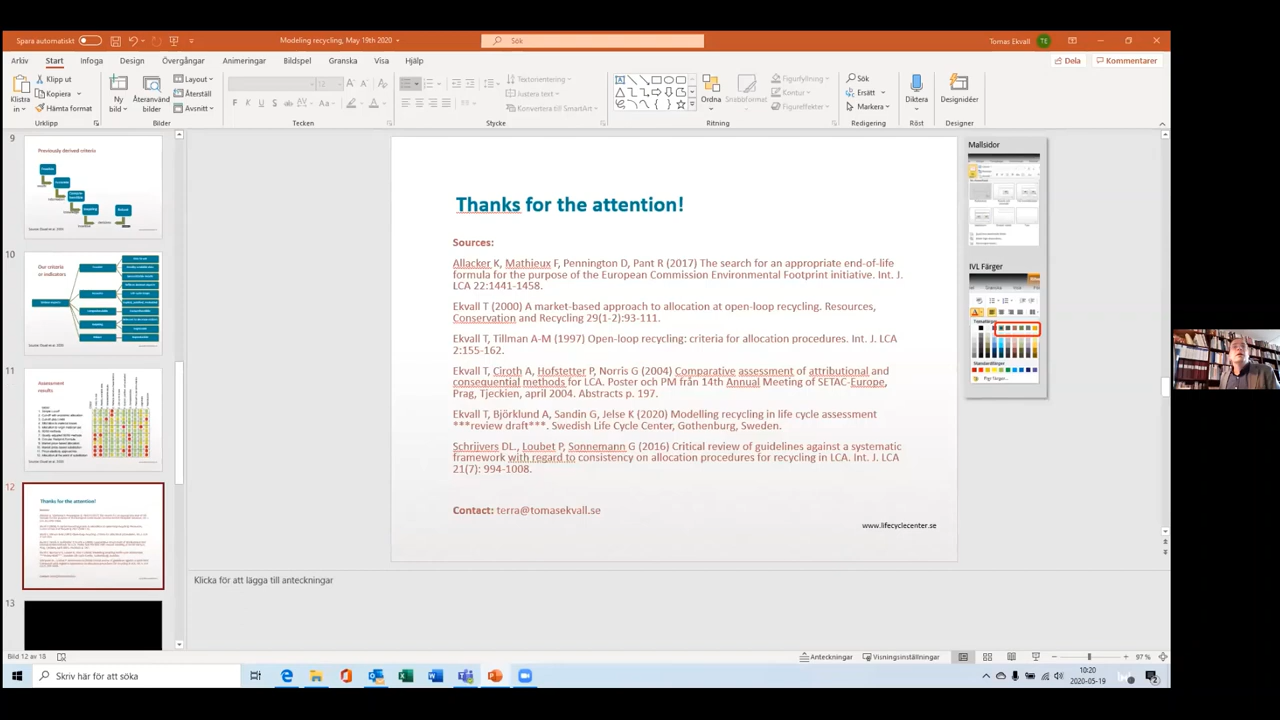 Spara automatiskt
Modeling recycling, May 19th 2020
Sök
Tomas Ekvall
TE
Arkiv
Start
Infoga
Design
Övergångar
Animeringar
Bildspel
Granska
Visa
Hjälp
Dela
Kommentarer
Klistra in
Klipp ut
Kopiera
Hämta format
Urklipp
Ny bild
Återanvänd bilder
Layout
Återställ
Avsnitt
Bilder
Tecken
Textorientering
Justera text
Konvertera till SmartArt
Stycke
Ordna
Snabbformat
Figurfyllning
Kontur
Figureffekter
Ritning
Sök
Ersätt
Markera
Redigering
Diktera
Röst
Designidéer
Designer
9
Previously derived criteria
10
Our criteria
or indicators
11
Assessment
results
12
Thanks for the attention!
13
Thanks for the attention!
Sources:
Allacker K, Mathieux F, Pennington D, Pant R (2017) The search for an appropriate end-of-life
formula for the purpose of the European Commission Environmental Footprint Initiative. Int. J.
LCA 22:1441-1458.
Ekvall T (2000) A market-based approach to allocation at open-loop recycling. Resources,
Conservation and Recycling 29(1-2):93-111.
Ekvall T, Tillman A-M (1997) Open-loop recycling: criteria for allocation procedures. Int. J. LCA
2:155-162.
Ekvall T, Ciroth A, Hofstetter P, Norris G (2004) Comparative assessment of attributional and
consequential methods for LCA. Poster och PM från 14th Annual Meeting of SETAC-Europe,
Prag, Tjeckien, april 2004. Abstracts p. 197.
Ekvall T, Björklund A, Sandin G, Jelse K (2020) Modelling recycling in life cycle assessment
***review draft***. Swedish Life Cycle Center, Gothenburg, Sweden.
Schrijvers DL, Loubet P, Sonnemann G (2016) Critical review of guidelines against a systematic
framework with regard to consistency on allocation procedures for recycling in LCA. Int. J. LCA
21(7): 994-1008.
Contact: terra@tomasekvall.se
www.lifecyclecenter.se
Mallsidor
IVL Färger
Klicka för att lägga till anteckningar
Bild 12 av 18
Anteckningar
Visningsinställningar
97 %
Skriv här för att söka
10:20
2020-05-19
2